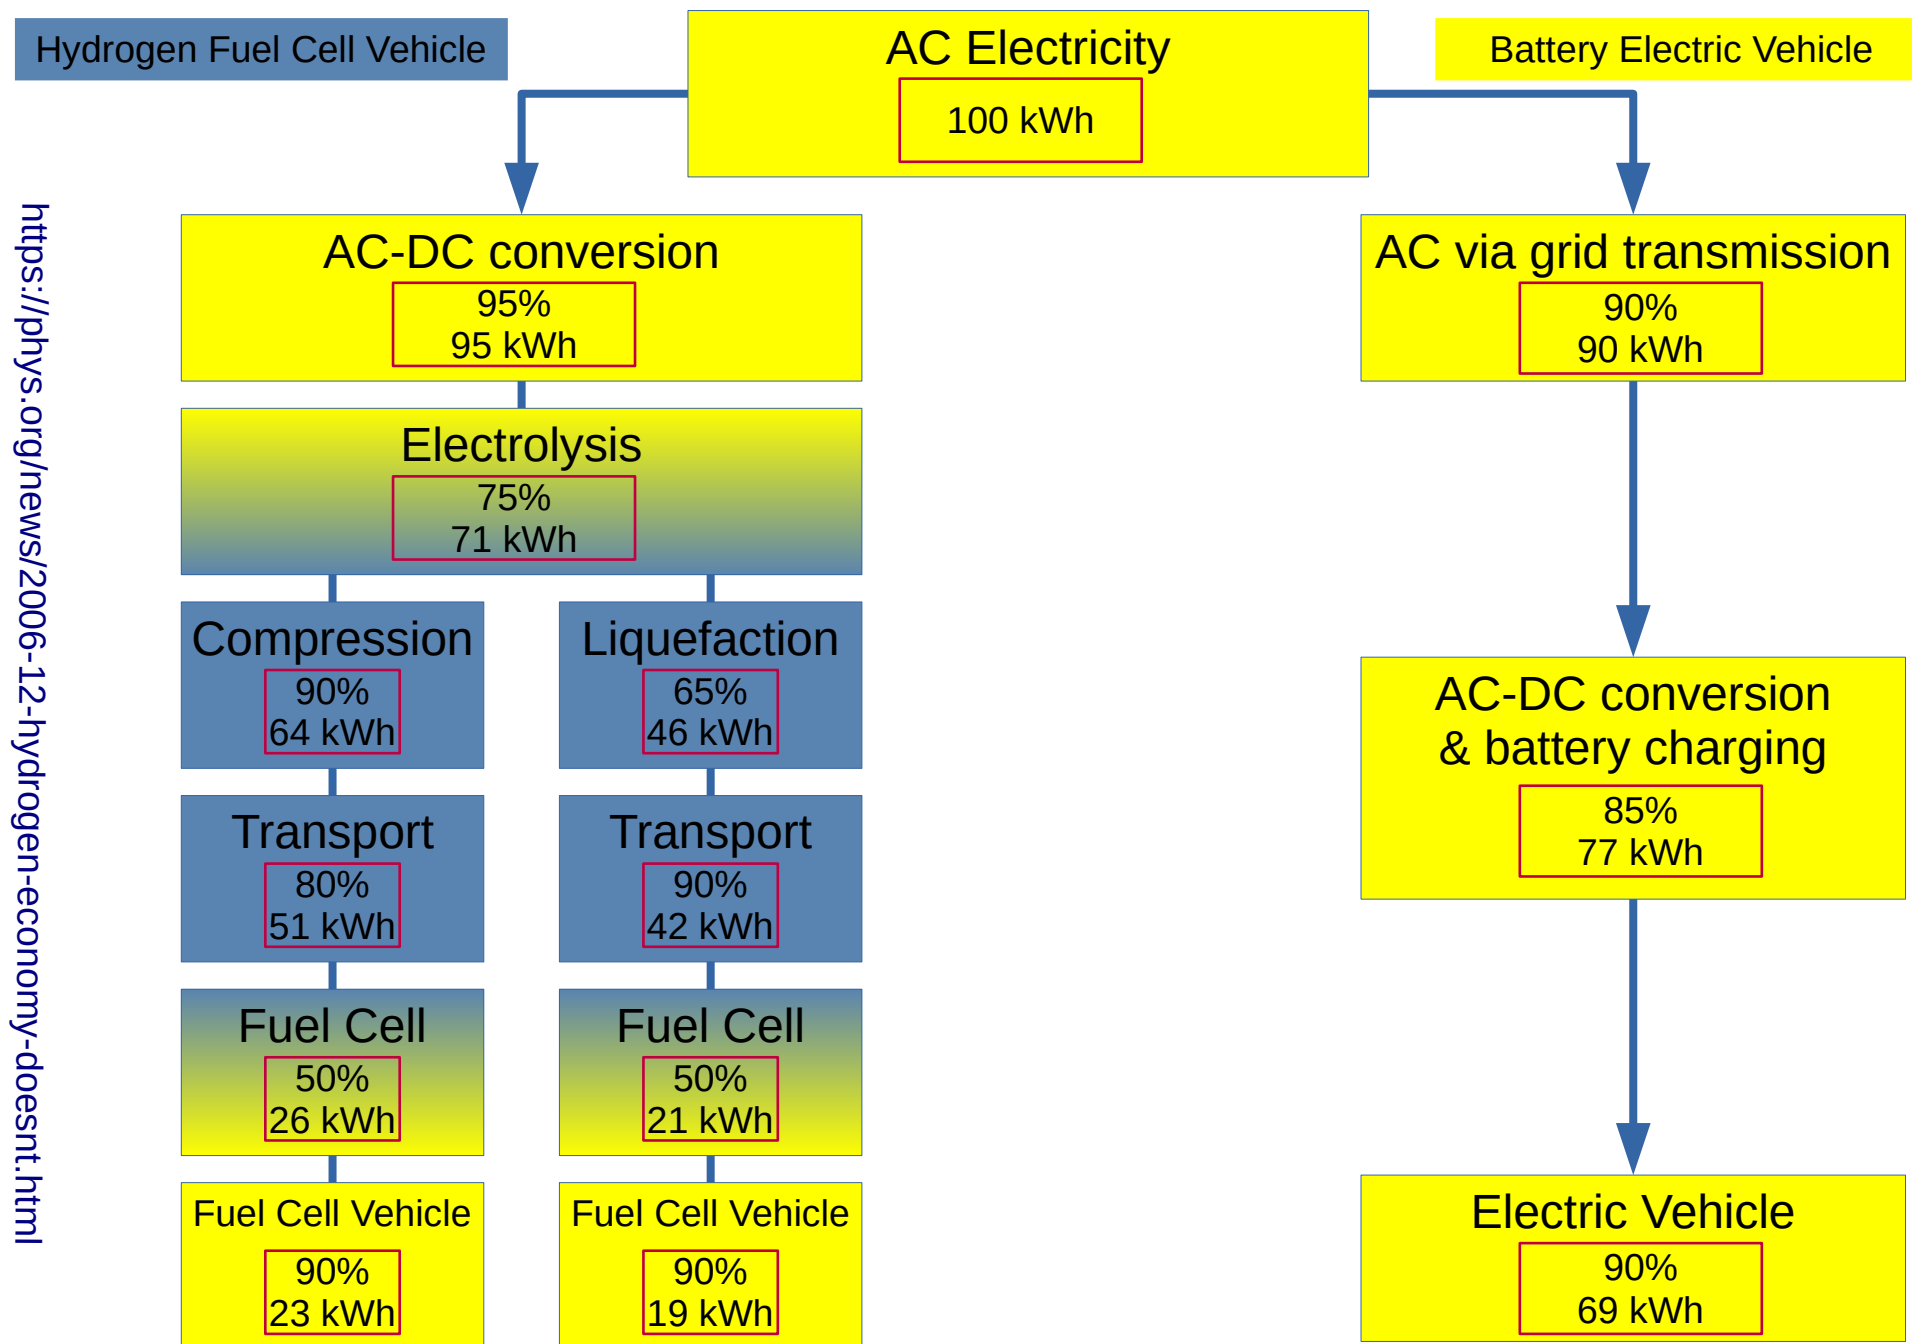 Hydrogen Fuel Cell Vehicle
AC Electricity
100 kWh
Battery Electric Vehicle
https://phys.org/news/2006-12-hydrogen-economy-doesnt.html
AC-DC conversion
95%
95 kWh
Electrolysis
75%
71 kWh
Compression
90%
64 kWh
Transport
80%
51 kWh
Fuel Cell
50%
26 kWh
Fuel Cell Vehicle
90%
23 kWh
Liquefaction
65%
46 kWh
Transport
90%
42 kWh
Fuel Cell
50%
21 kWh
Fuel Cell Vehicle
90%
19 kWh
AC via grid transmission
90%
90 kWh
AC-DC conversion
& battery charging
85%
77 kWh
Electric Vehicle
90%
69 kWh